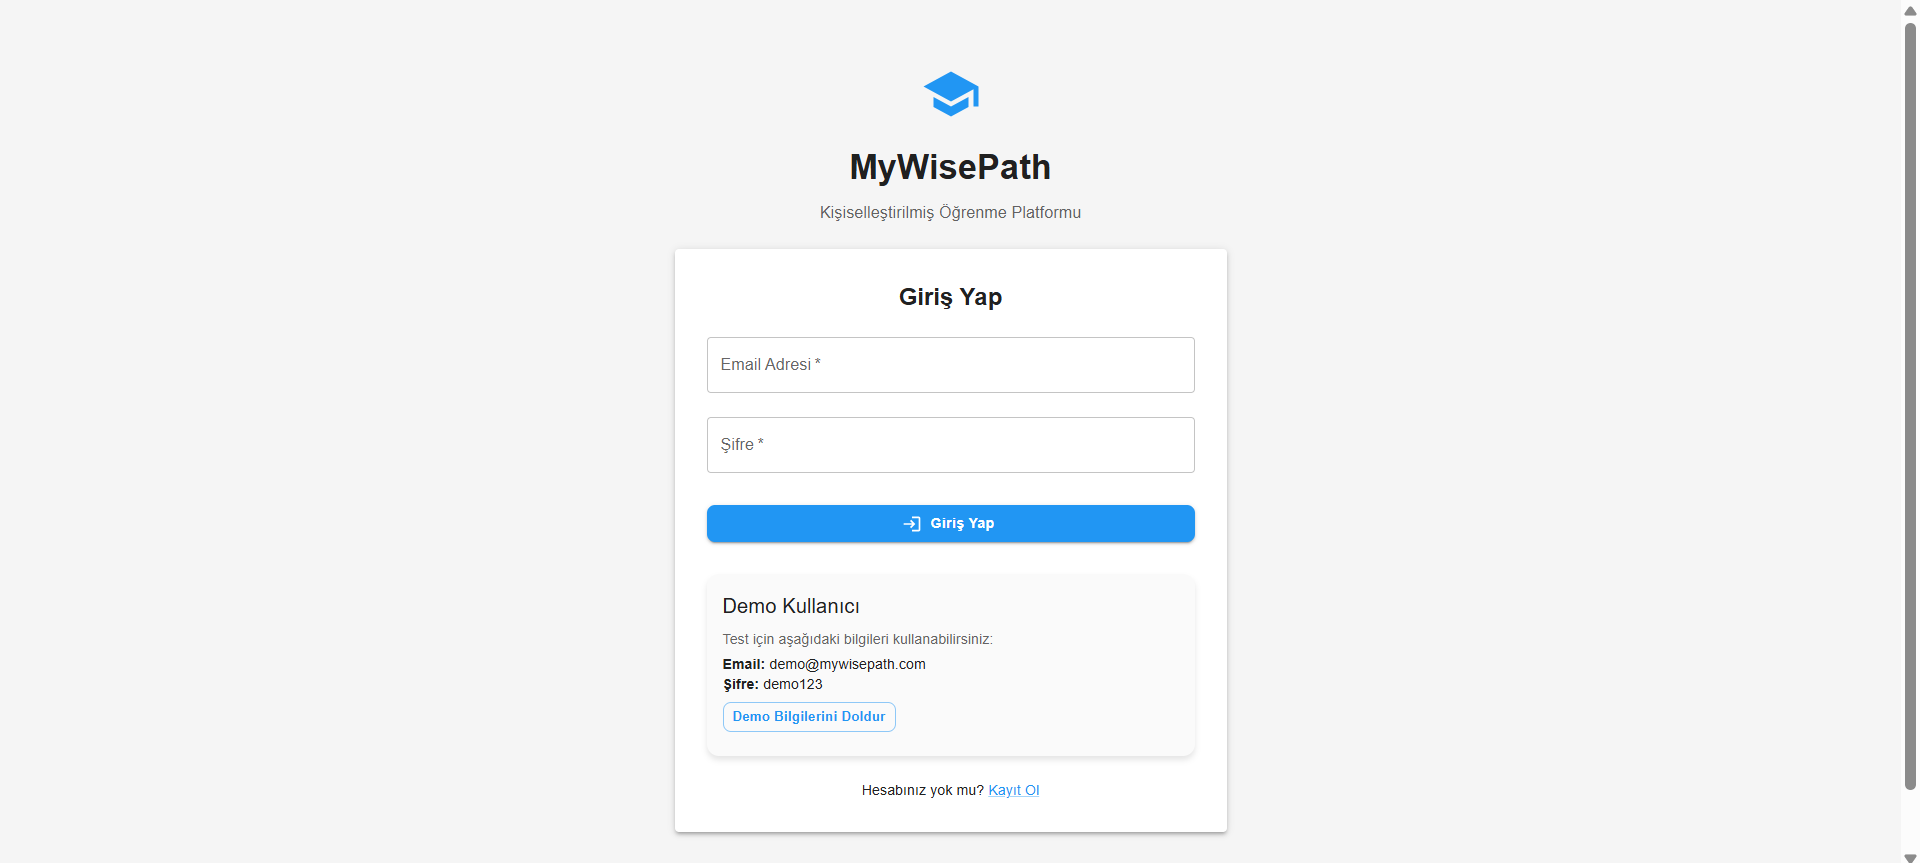 MyWisePath
Kişiselleştirilmiş Öğrenme Platformu
Giriş Yap
Email Adresi *
Şifre *
Giriş Yap
Demo Kullanıcı
Test için aşağıdaki bilgileri kullanabilirsiniz:
Email: demo@mywisepath.com
Şifre: demo123
Demo Bilgilerini Doldur
Hesabınız yok mu? Kayıt Ol